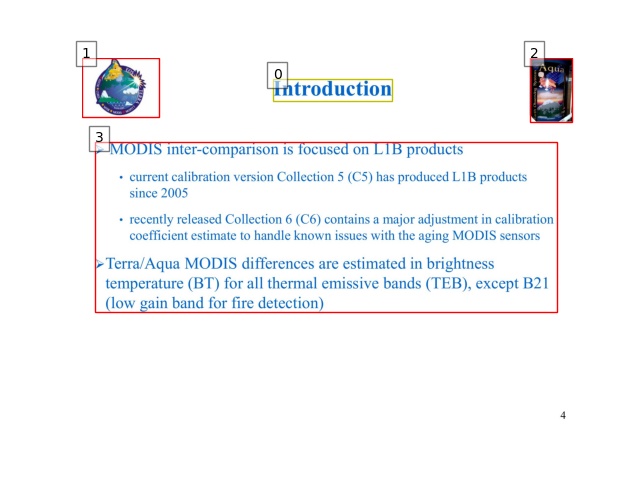 1
2
0
Aqua
Introduction
3
➢ MODIS inter-comparison is focused on L1B products
• current calibration version Collection 5 (C5) has produced L1B products
since 2005
• recently released Collection 6 (C6) contains a major adjustment in calibration
coefficient estimate to handle known issues with the aging MODIS sensors
➢Terra/Aqua MODIS differences are estimated in brightness
temperature (BT) for all thermal emissive bands (TEB), except B21
(low gain band for fire detection)
4